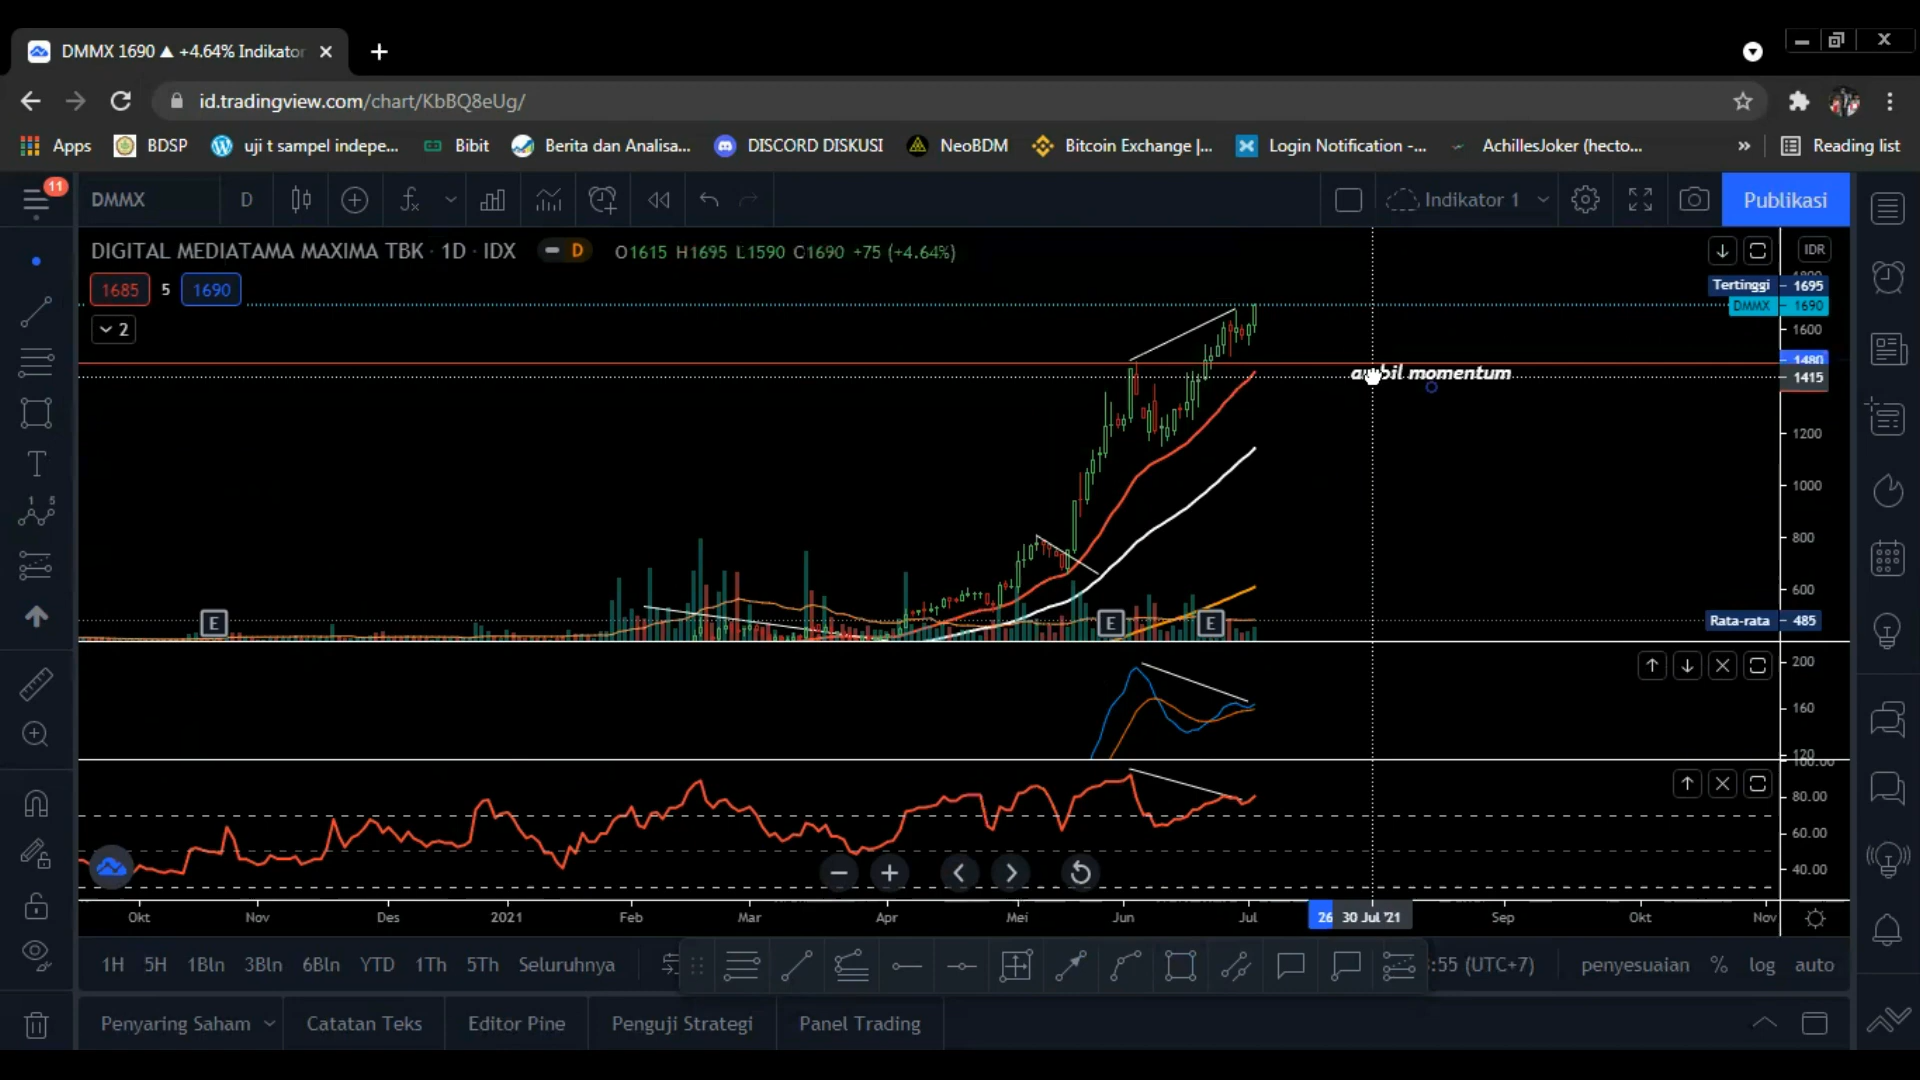 DMMX 1690 ▲ +4.64% Indikator
id.tradingview.com/chart/KbBQ8eUg/
Apps BDSP uji t sampel indepe... Bibit Berita dan Analisa... DISCORD DISKUSI NeoBDM Bitcoin Exchange |... Login Notification -... AchillesJoker (hecto... » Reading list
11
DMMX D Indikator 1 Publikasi
DIGITAL MEDIATAMA MAXIMA TBK · 1D · IDX D O1615 H1695 L1590 C1690 +75 (+4.64%) IDR
1685 5 1690
Tertinggi 1695
DMMX 1690
2
1600
1480
momentum
1415
1200
1000
800
600
E E E
Rata-rata 485
200
160
120
100.00
80.00
60.00
40.00
Okt Nov Des 2021 Feb Mar Apr Mei Jun Jul 26 30 Jul '21 Sep Okt Nov
1H 5H 1Bln 3Bln 6Bln YTD 1Th 5Th Seluruhnya :55 (UTC+7) penyesuaian % log auto
Penyaring Saham Catatan Teks Editor Pine Penguji Strategi Panel Trading